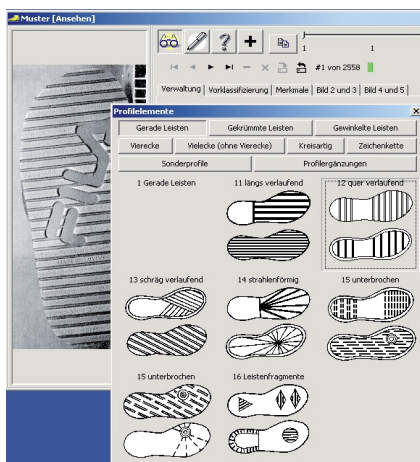 Muster [Ansehen]
1 1
#1 von 2558
Verwaltung Vorklassifizierung Merkmale Bild 2 und 3 Bild 4 und 5
Profilelemente
Gerade Leisten Gekrümmte Leisten Gewinkelte Leisten
Vierecke Vielecke (ohne Vierecke) Kreisartig Zeichenkette
Sonderprofile Profilergänzungen
1 Gerade Leisten 11 längs verlaufend 12 quer verlaufend
13 schräg verlaufend 14 strahlenförmig 15 unterbrochen
15 unterbrochen 16 Leistenfragmente